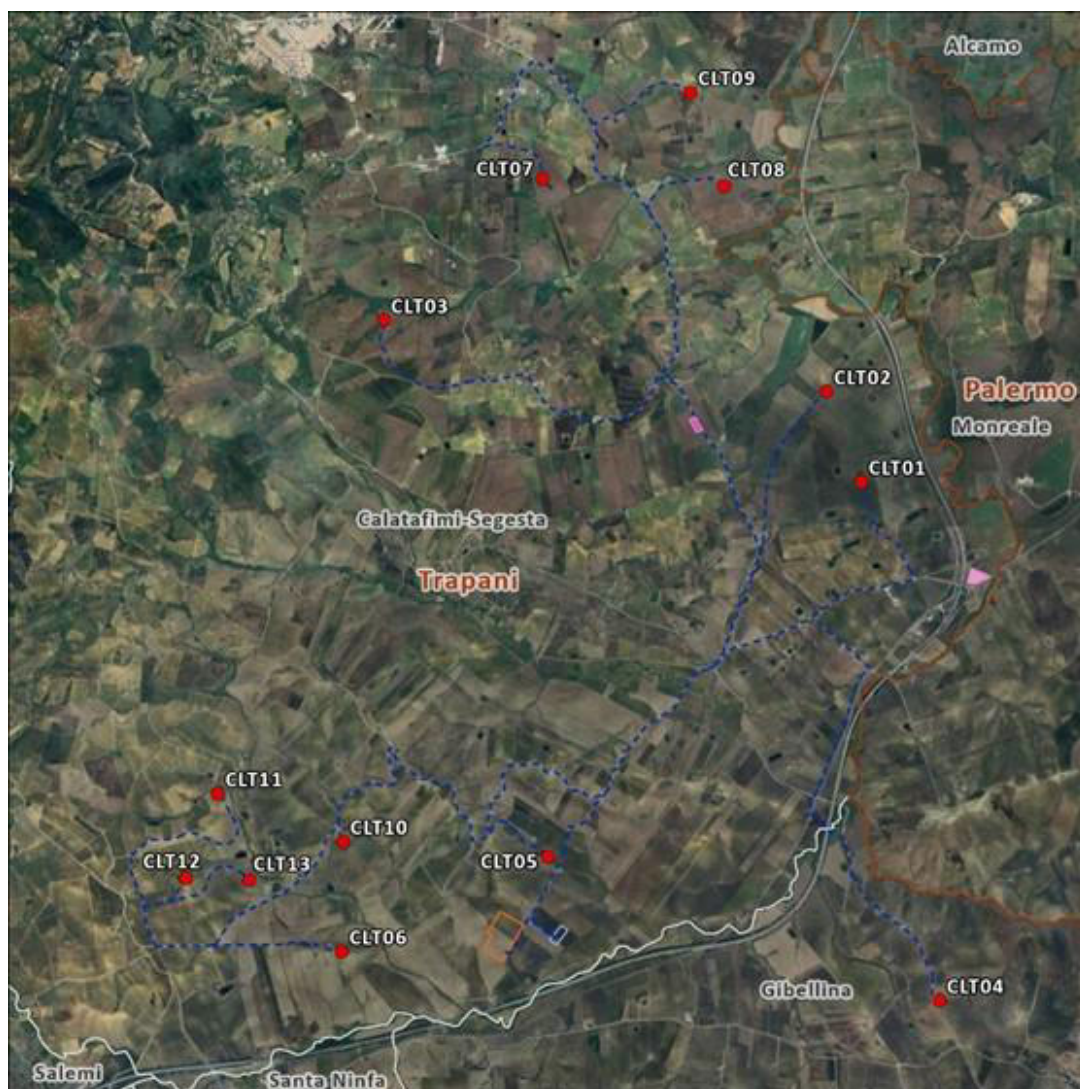 Alcamo
CLT09
CLT07
CLT08
CLT03
CLT02
Palermo
Monreale
CLT01
Calatafimi-Segesta
Trapani
CLT11
CLT10
CLT12
CLT13
CLT05
CLT06
Gibellina
CLT04
Salemi
Santa Ninfa